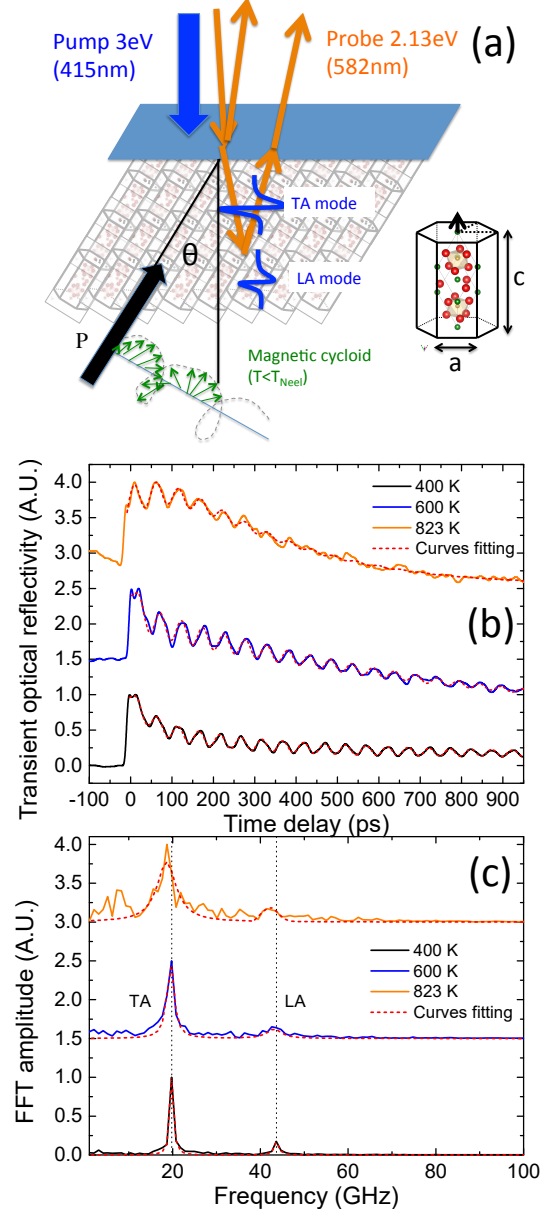 Pump 3eV
(415nm)
Probe 2.13eV
(582nm)
(a)
TA mode
θ
LA mode
P
Magnetic cycloid
(T<T_Neel)
c
a
Transient optical reflectivity (A.U.)
4.0
3.5
3.0
2.5
2.0
1.5
1.0
0.5
0.0
400 K
600 K
823 K
Curves fitting
(b)
-100 0 100 200 300 400 500 600 700 800 900
Time delay (ps)
FFT amplitude (A.U.)
4.0
3.5
3.0
2.5
2.0
1.5
1.0
0.5
0.0
(c)
400 K
600 K
823 K
Curves fitting
TA
LA
20 40 60 80 100
Frequency (GHz)